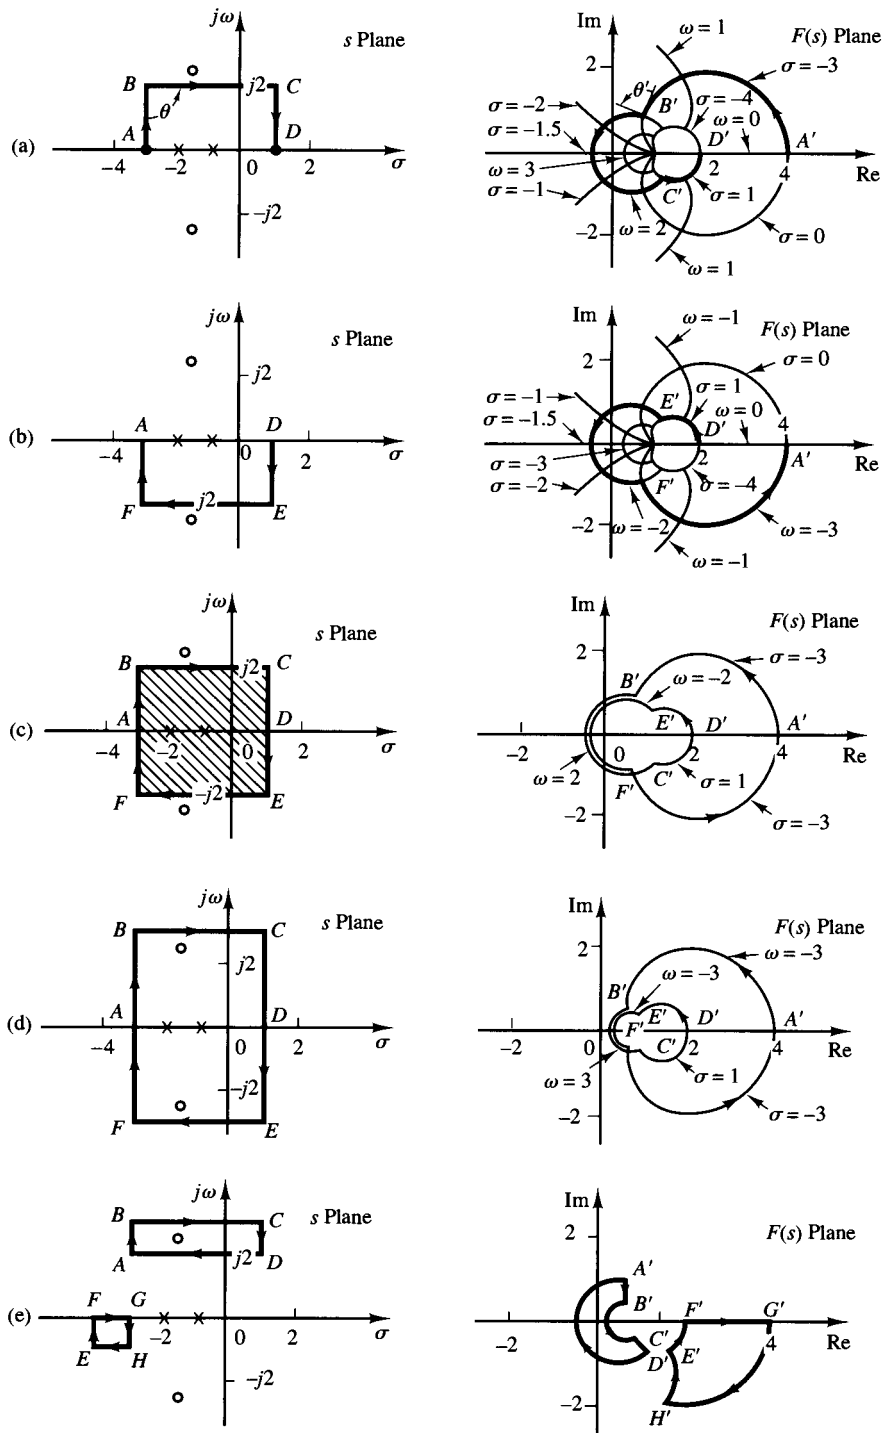 (a)
jω
s Plane
B
j2
C
θ′
A
D
−4
−2
0
2
σ
−j2
Im
F(s) Plane
ω = 1
σ = −3
2
θ′
B′
σ = −4
ω = 0
D′
A′
σ = −2
σ = −1.5
ω = 3
σ = −1
2
4
Re
C′
σ = 1
−2
ω = 2
σ = 0
ω = 1
(b)
jω
s Plane
j2
A
D
−4
0
2
σ
F
j2
E
Im
ω = −1
F(s) Plane
σ = 0
2
σ = −1
σ = −1.5
E′
σ = 1
ω = 0
D′
4
A′
σ = −3
σ = −2
2
Re
F′
σ = −4
−2
ω = −2
ω = −3
ω = −1
(c)
jω
s Plane
B
j2
C
A
D
−4
−2
0
2
σ
F
−j2
E
Im
F(s) Plane
2
σ = −3
B′
ω = −2
E′
D′
A′
−2
0
2
4
Re
ω = 2
F′
C′
σ = 1
−2
σ = −3
(d)
jω
s Plane
B
C
j2
A
D
−4
−2
0
2
σ
−j2
F
E
Im
F(s) Plane
2
ω = −3
B′
ω = −3
E′
D′
A′
F′
−2
0
C′
2
4
Re
ω = 3
σ = 1
−2
σ = −3
(e)
jω
s Plane
B
C
A
j2
D
F
G
−2
0
2
σ
E
H
−j2
Im
F(s) Plane
2
A′
B′
F′
G′
−2
C′
4
Re
D′
E′
−2
H′